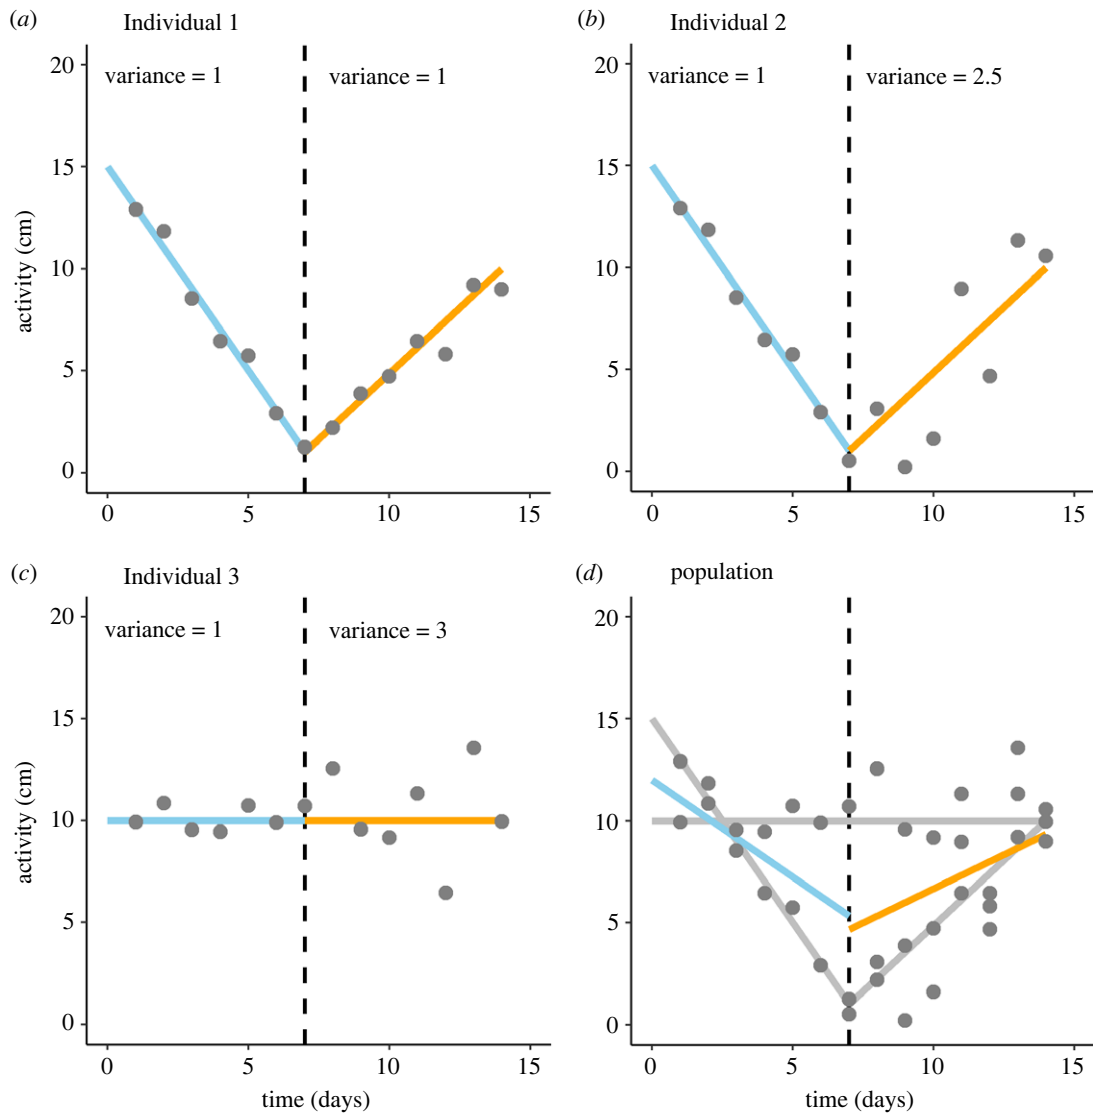 (a) Individual 1
variance = 1 variance = 1
activity (cm)
20
15
10
5
0
0 5 10 15
(b) Individual 2
variance = 1 variance = 2.5
20
15
10
5
0
0 5 10 15
(c) Individual 3
variance = 1 variance = 3
activity (cm)
20
15
10
5
0
0 5 10 15
time (days)
(d) population
20
15
10
5
0
0 5 10 15
time (days)